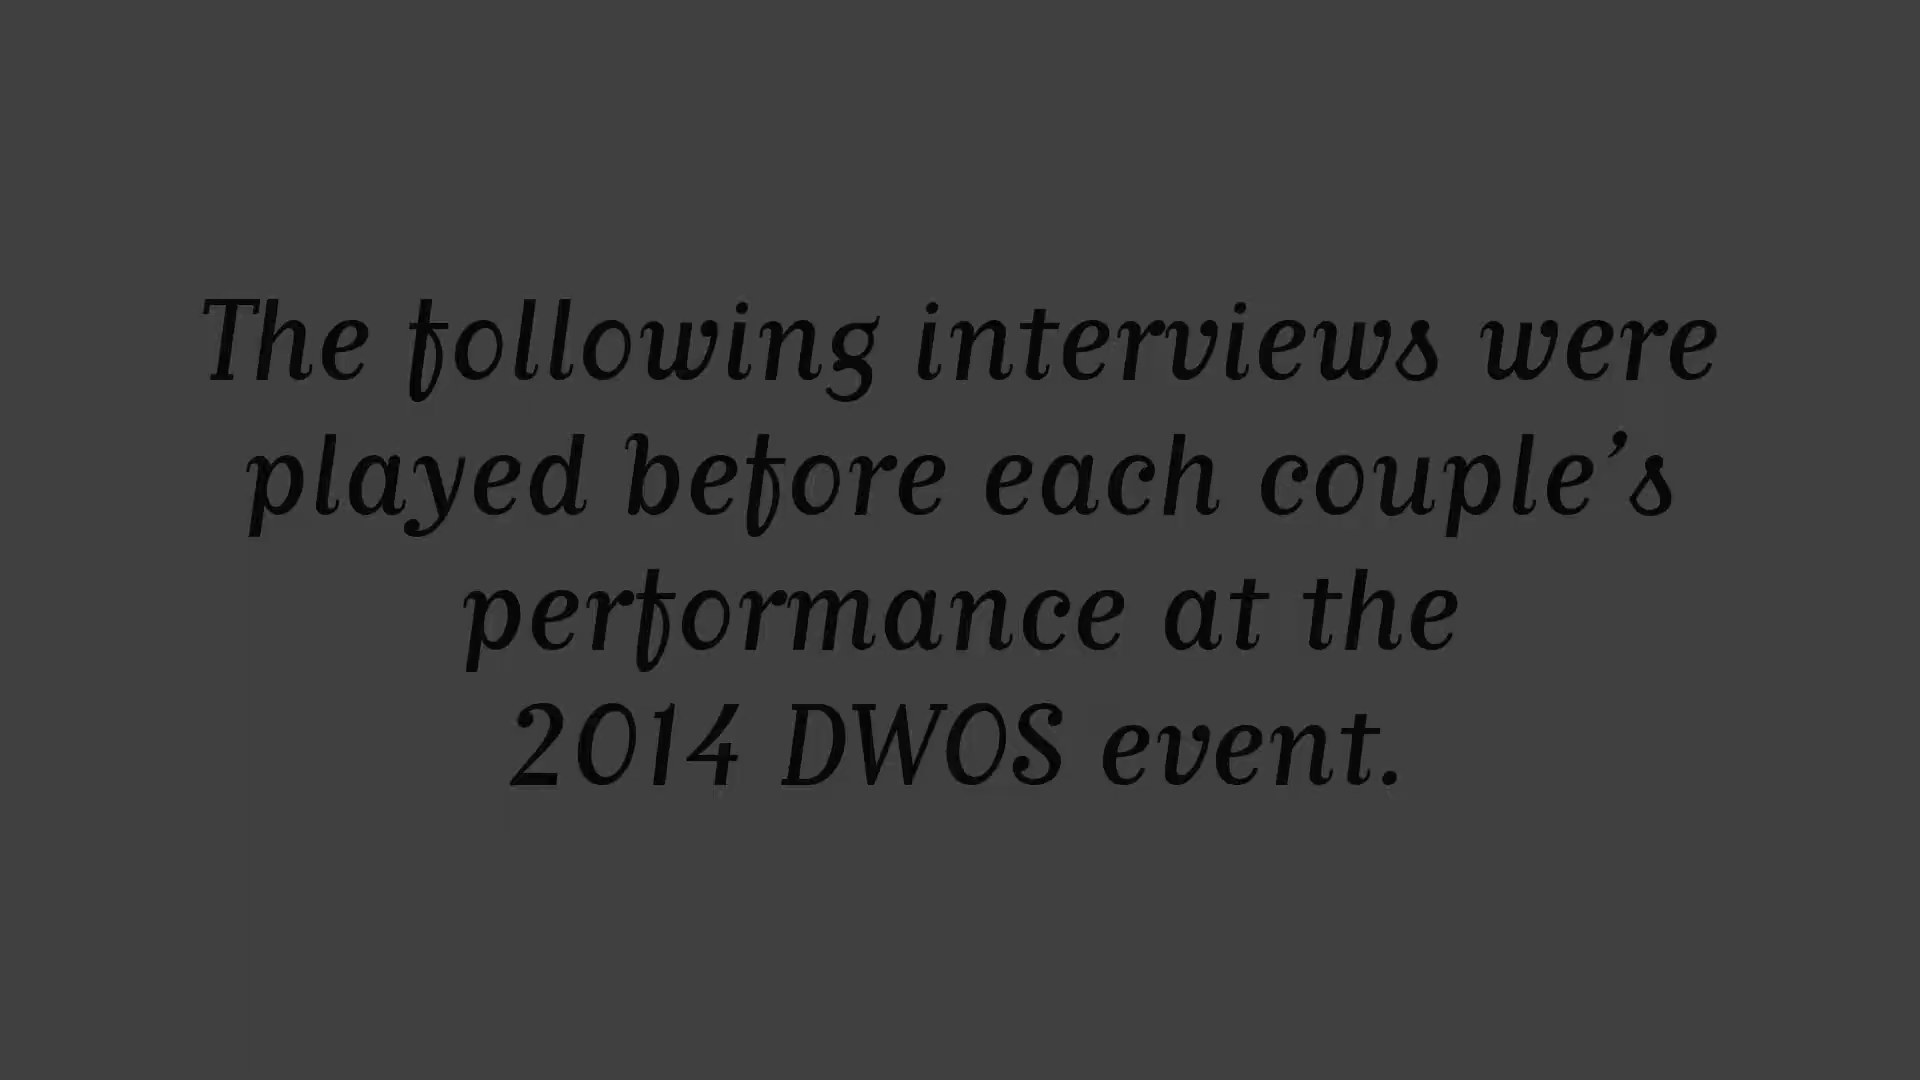 The following interviews were
played before each couple’s
performance at the
2014 DWOS event.